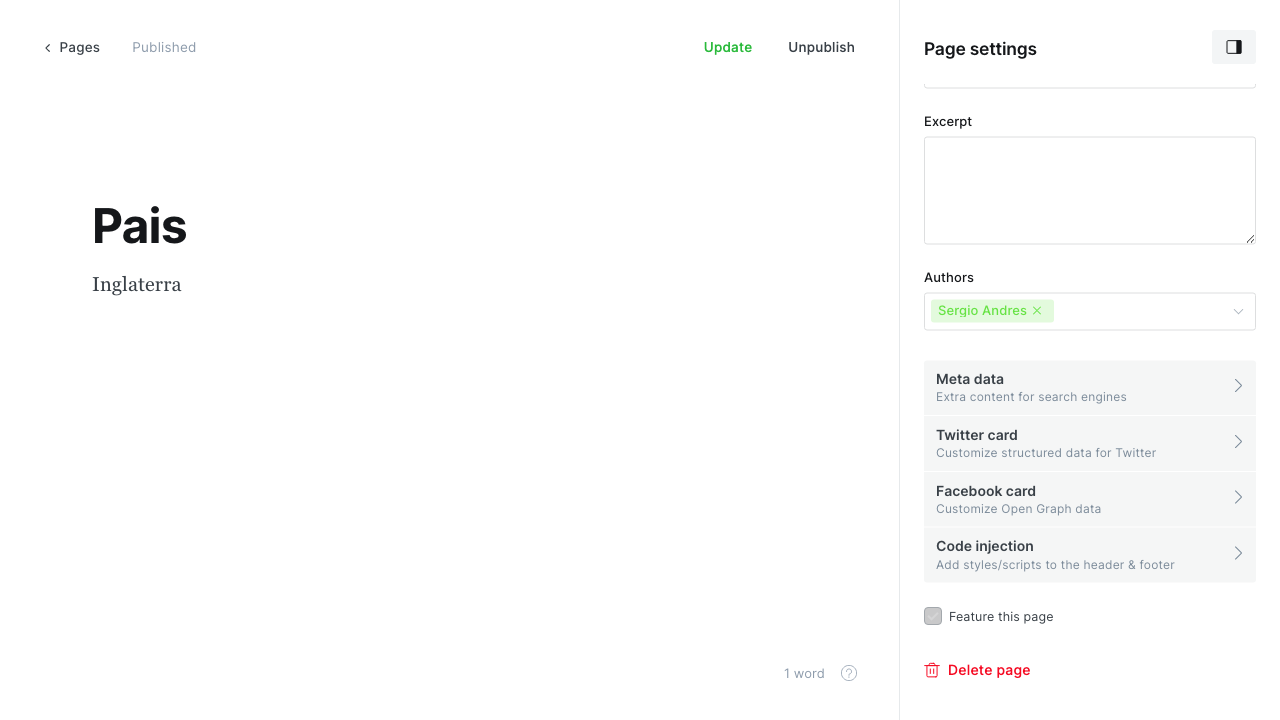 Pages
Published
Update
Unpublish
Pais
Inglaterra
1 word
Page settings
Excerpt
Authors
Sergio Andres
Meta data
Extra content for search engines
Twitter card
Customize structured data for Twitter
Facebook card
Customize Open Graph data
Code injection
Add styles/scripts to the header & footer
Feature this page
Delete page